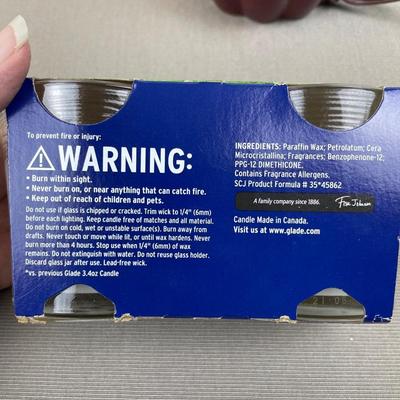 To prevent fire or injury:
WARNING:
• Burn within sight.
• Never burn on, or near anything that can catch fire.
• Keep out of reach of children and pets.
Do not use if glass is chipped or cracked. Trim wick to 1/4" (6mm)
before each lighting. Keep candle free of matches and all material.
Do not burn on cold, wet or unstable surface(s). Burn away from
drafts. Never touch or move while lit, or until wax hardens. Never
burn more than 4 hours. Stop use when 1/4" (6mm) of wax
remains. Do not extinguish with water. Do not reuse glass holder.
Discard glass jar after use. Lead-free wick.
*vs. previous Glade 3.4oz Candle
INGREDIENTS: Paraffin Wax; Petrolatum; Cera
Microcristallina; Fragrances; Benzophenone-12;
PPG-12 DIMETHICONE.
Contains Fragrance Allergens.
SCJ Product Formula # 35*45862
A family company since 1886. Fisk Johnson
Candle Made in Canada.
Visit us at www.glade.com